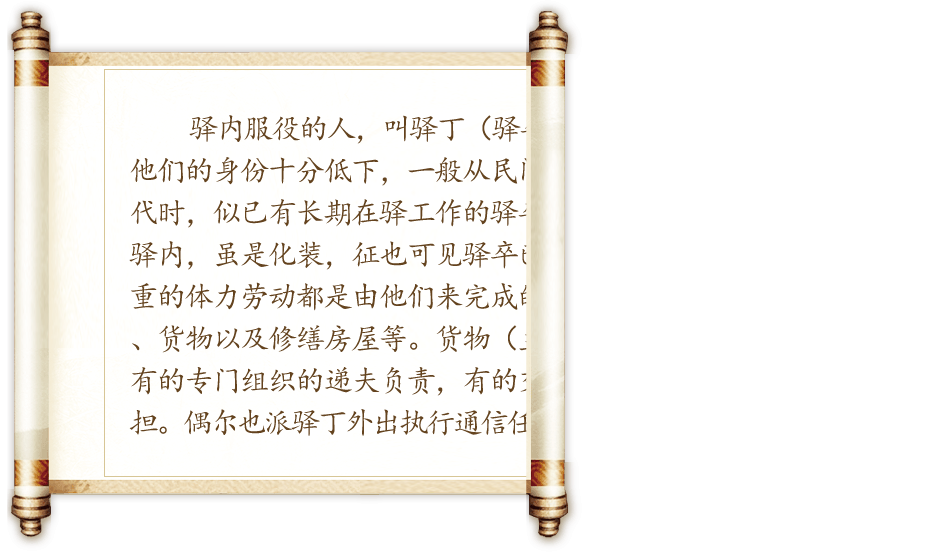 驿内服役的人，叫驿丁（驿
他们的身份十分低下，一般从民
代时，似已有长期在驿工作的驿
驿内，虽是化装，征也可见驿卒
重的体力劳动都是由他们来完成的
、货物以及修缮房屋等。货物（
有的专门组织的递夫负责，有的
担。偶尔也派驿丁外出执行通信任